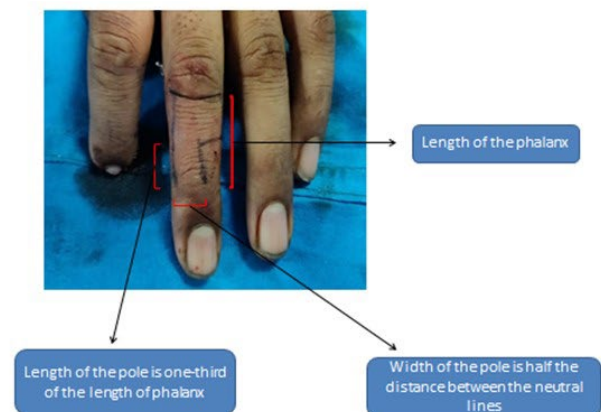 Length of the phalanx
Length of the pole is one-third
of the length of phalanx
Width of the pole is half the
distance between the neutral
lines